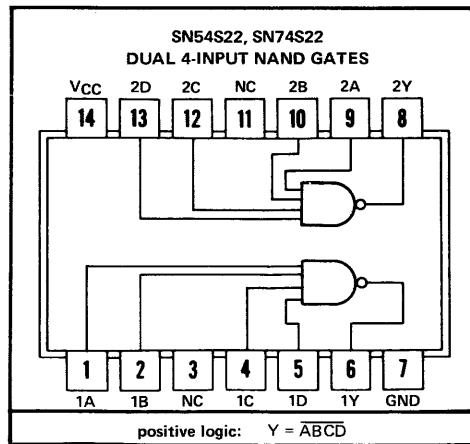 SN54S22, SN74S22
DUAL 4-INPUT NAND GATES
VCC 2D 2C NC 2B 2A 2Y
14 13 12 11 10 9 8
1 2 3 4 5 6 7
1A 1B NC 1C 1D 1Y GND
positive logic: Y = A̅B̅C̅D̅